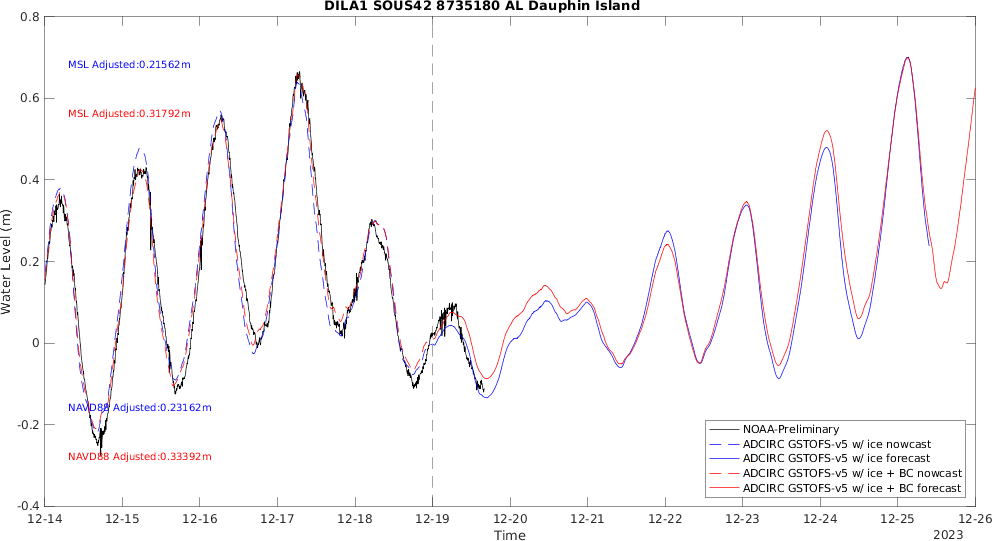 DILA1 SOUS42 8735180 AL Dauphin Island
0.8
0.6
0.4
0.2
0
-0.2
-0.4
Water Level (m)
MSL Adjusted:0.21562m
MSL Adjusted:0.31792m
NAVD88 Adjusted:0.23162m
NAVD88 Adjusted:0.33392m
NOAA-Preliminary
ADCIRC GSTOFS-v5 w/ ice nowcast
ADCIRC GSTOFS-v5 w/ ice forecast
ADCIRC GSTOFS-v5 w/ ice + BC nowcast
ADCIRC GSTOFS-v5 w/ ice + BC forecast
12-14 12-15 12-16 12-17 12-18 12-19 12-20 12-21 12-22 12-23 12-24 12-25 12-26
Time
2023